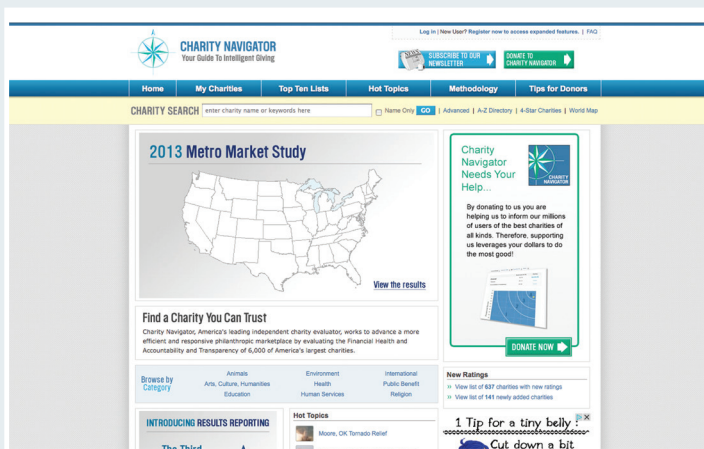 Log in | New User? Register now to access expanded features. | FAQ
CHARITY NAVIGATOR
Your Guide To Intelligent Giving
SUBSCRIBE TO OUR
NEWSLETTER
DONATE TO
CHARITY NAVIGATOR
Home My Charities Top Ten Lists Hot Topics Methodology Tips for Donors
CHARITY SEARCH enter charity name or keywords here Name Only GO | Advanced | A-Z Directory | 4-Star Charities | World Map
2013 Metro Market Study
View the results
Charity
Navigator
Needs Your
Help...
CHARITY
NAVIGATOR
By donating to
us you are
helping us to
inform our millions
of users of the
best charities of
all kinds. Therefore, supporting
us leverages your dollars to do
the most good!
DONATE NOW
Find a Charity You Can Trust
Charity Navigator, America's leading independent charity evaluator, works to advance a more
efficient and responsive philanthropic marketplace by evaluating the Financial Health and
Accountability and Transparency of 6,000 of America's largest charities.
Browse by
Category
Animals Environment International
Arts, Culture, Humanities Health Public Benefit
Education Human Services Religion
New Ratings
» View list of 637 charities with new ratings
» View list of 141 newly added charities
INTRODUCING RESULTS REPORTING
The Third
Hot Topics
Moore, OK Tornado Relief
1 Tip for a tiny belly :
Cut down a bit